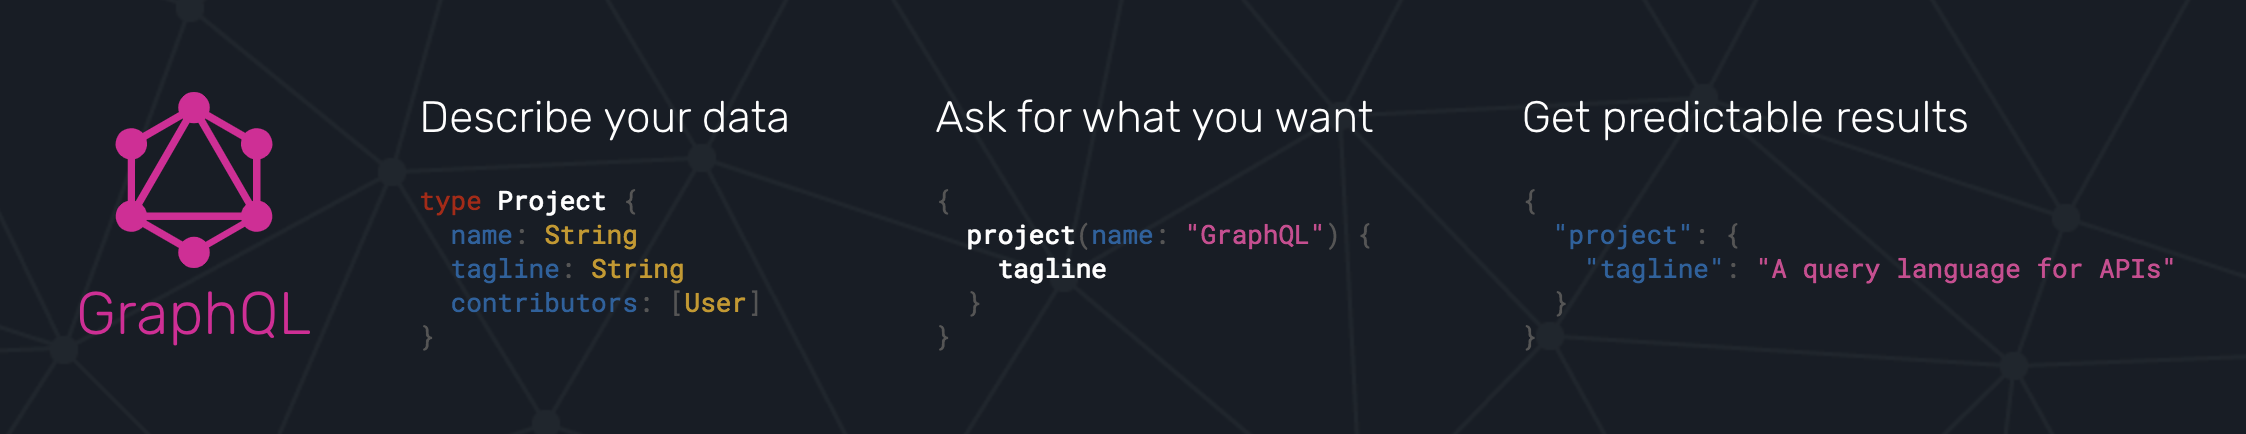 GraphQL
Describe your data
type Project {
  name: String
  tagline: String
  contributors: [User]
}
Ask for what you want
{
  project(name: "GraphQL") {
    tagline
  }
}
Get predictable results
{
  "project": {
    "tagline": "A query language for APIs"
  }
}